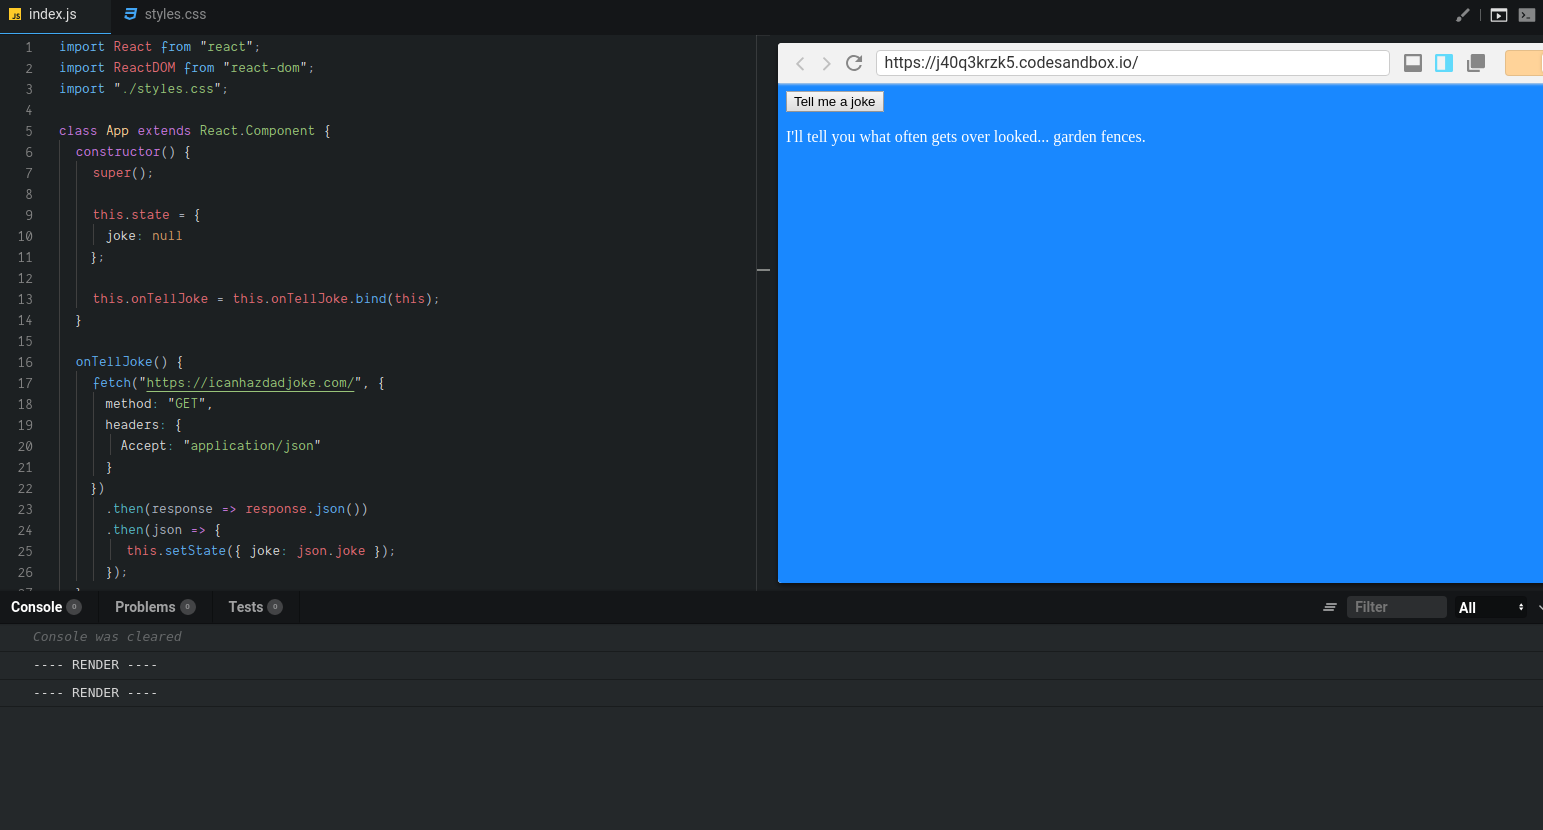 index.js
styles.css
1 import React from "react";
2 import ReactDOM from "react-dom";
3 import "./styles.css";
4
5 class App extends React.Component {
6 constructor() {
7 super();
8
9 this.state = {
10 joke: null
11 };
12
13 this.onTellJoke = this.onTellJoke.bind(this);
14 }
15
16 onTellJoke() {
17 fetch("https://icanhazdadjoke.com/", {
18 method: "GET",
19 headers: {
20 Accept: "application/json"
21 }
22 })
23 .then(response => response.json())
24 .then(json => {
25 this.setState({ joke: json.joke });
26 });
https://j40q3krzk5.codesandbox.io/
Tell me a joke
I'll tell you what often gets over looked... garden fences.
Console 0 Problems 0 Tests 0
Filter All
Console was cleared
---- RENDER ----
---- RENDER ----